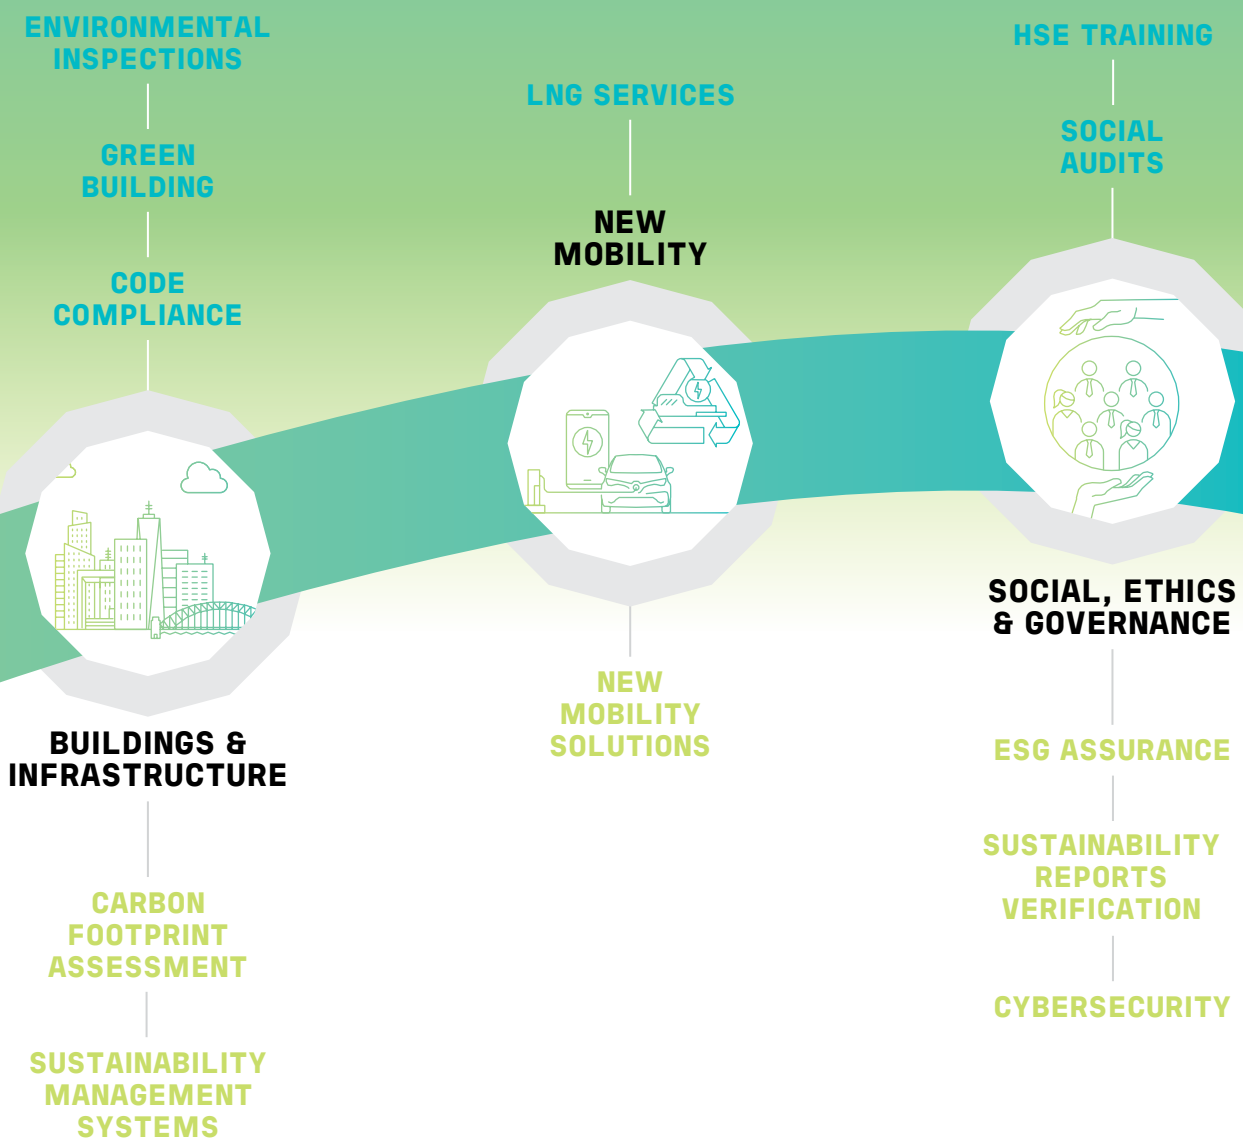 ENVIRONMENTAL
INSPECTIONS
GREEN
BUILDING
CODE
COMPLIANCE
BUILDINGS &
INFRASTRUCTURE
CARBON
FOOTPRINT
ASSESSMENT
SUSTAINABILITY
MANAGEMENT
SYSTEMS
LNG SERVICES
NEW
MOBILITY
NEW
MOBILITY
SOLUTIONS
HSE TRAINING
SOCIAL
AUDITS
SOCIAL, ETHICS
& GOVERNANCE
ESG ASSURANCE
SUSTAINABILITY
REPORTS
VERIFICATION
CYBERSECURITY